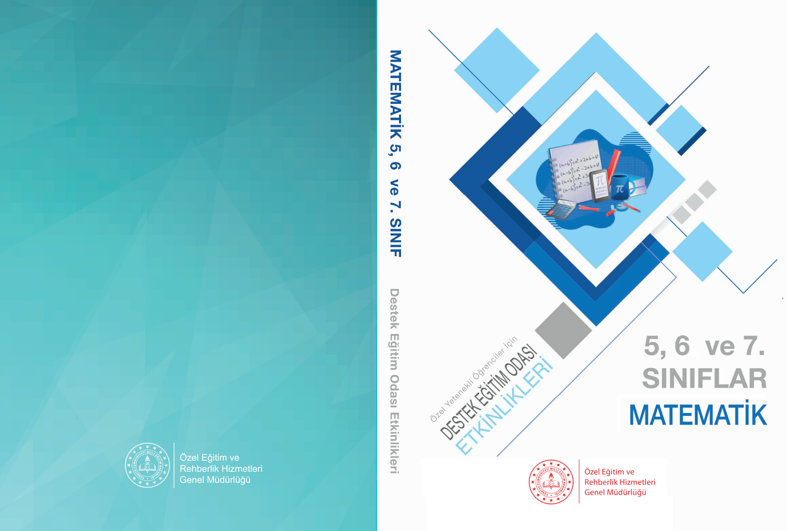 Özel Eğitim ve
Rehberlik Hizmetleri
Genel Müdürlüğü
MATEMATİK 5, 6 ve 7. SINIF
Destek Eğitim Odası Etkinlikleri
π
π
Özel Yetenekli Öğrenciler İçin
DESTEK EĞİTİM ODASI
ETKİNLİKLERİ
5, 6 ve 7.
SINIFLAR
MATEMATİK
Özel Eğitim ve
Rehberlik Hizmetleri
Genel Müdürlüğü